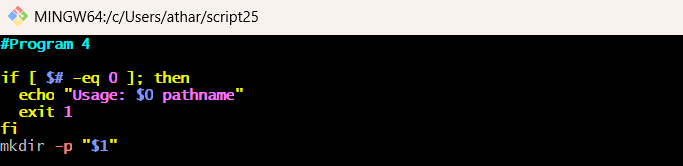 MINGW64:/c/Users/athar/script25
#Program 4
if [ $# -eq 0 ]; then
  echo "Usage: $0 pathname"
  exit 1
fi
mkdir -p "$1"